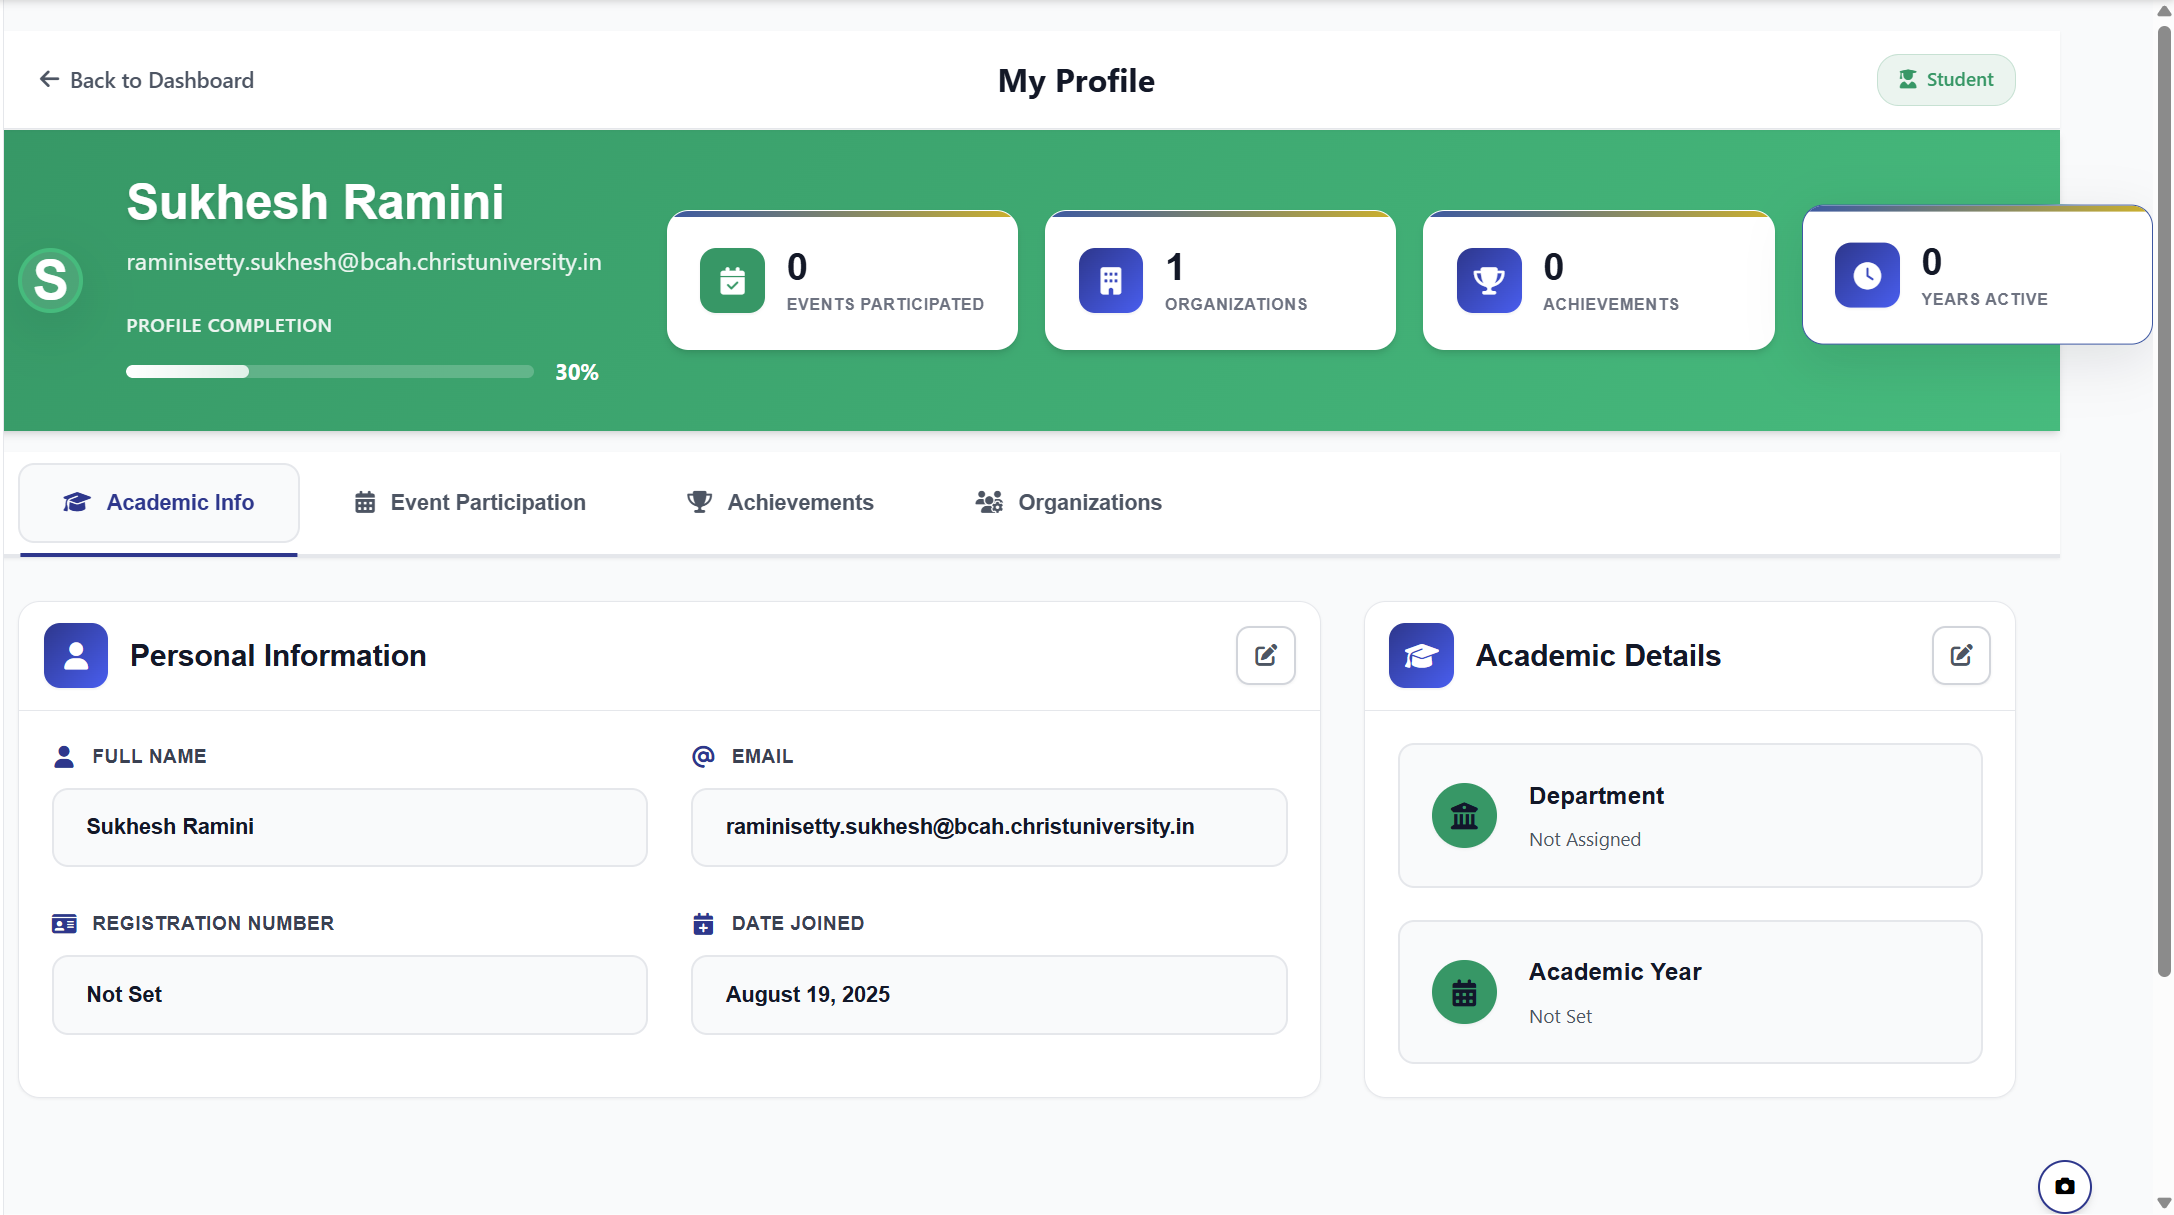 Back to Dashboard
My Profile
Student
S
Sukhesh Ramini
raminisetty.sukhesh@bcah.christuniversity.in
PROFILE COMPLETION
30%
0
EVENTS PARTICIPATED
1
ORGANIZATIONS
0
ACHIEVEMENTS
0
YEARS ACTIVE
Academic Info
Event Participation
Achievements
Organizations
Personal Information
FULL NAME
Sukhesh Ramini
EMAIL
raminisetty.sukhesh@bcah.christuniversity.in
REGISTRATION NUMBER
Not Set
DATE JOINED
August 19, 2025
Academic Details
Department
Not Assigned
Academic Year
Not Set